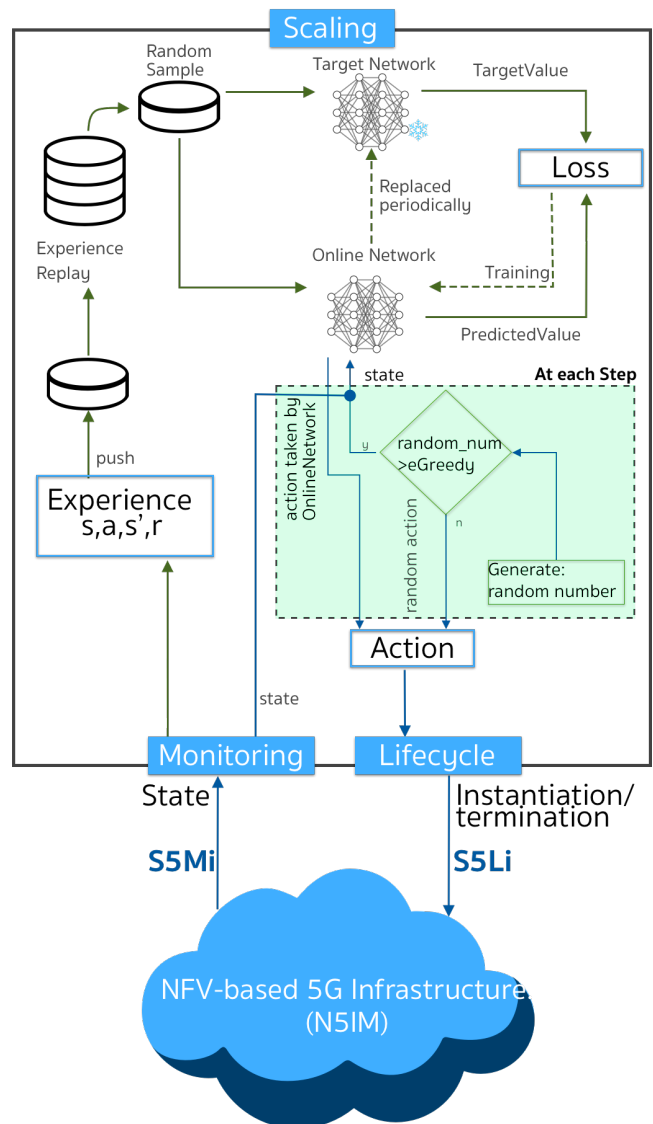 Scaling
Random
Sample
Target Network
TargetValue
Loss
Replaced
periodically
Experience
Replay
Online Network
Training
PredictedValue
state
At each Step
action taken by
OnlineNetwork
y
random_num
>eGreedy
push
Experience
s,a,s’,r
n
random action
Generate:
random number
Action
state
Monitoring
Lifecycle
State
Instantiation/
termination
S5Mi
S5Li
NFV-based 5G Infrastructure
(N5IM)